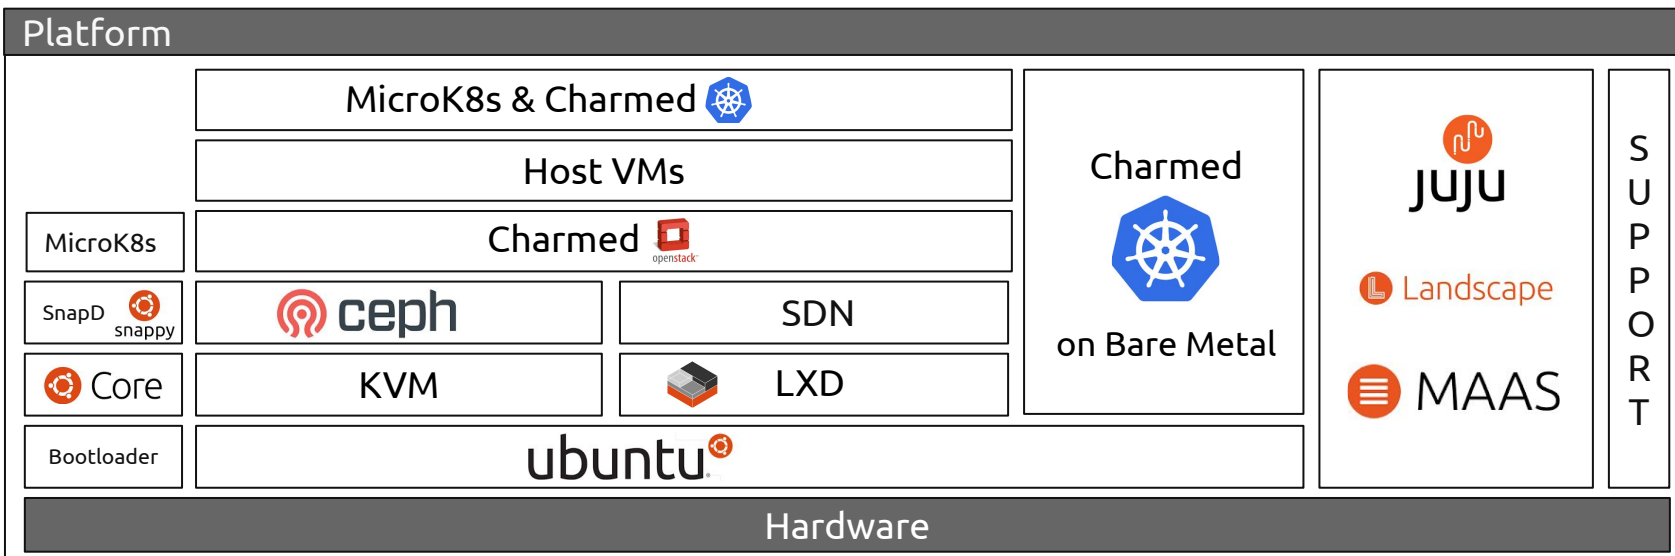 Platform
MicroK8s & Charmed
Host VMs
Charmed openstack
MicroK8s
SnapD snappy
ceph
SDN
Core
KVM
LXD
Bootloader
ubuntu
Charmed
on Bare Metal
juju
L Landscape
MAAS
S
U
P
P
O
R
T
Hardware